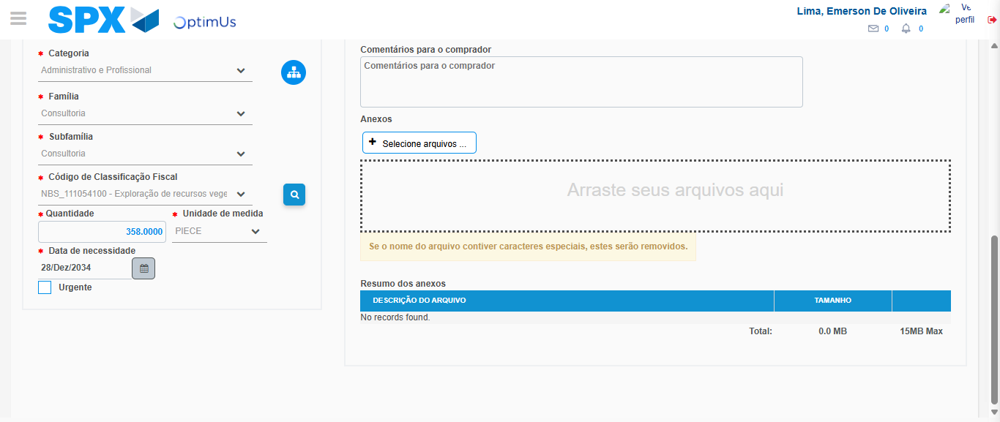 SPX
OptimUs
Lima, Emerson De Oliveira
Ve
perfil
0
0
* Categoria
Administrativo e Profissional
* Família
Consultoria
* Subfamília
Consultoria
* Código de Classificação Fiscal
NBS_111054100 - Exploração de recursos vege
* Quantidade
* Unidade de medida
358.0000
PIECE
* Data de necessidade
28/Dez/2034
Urgente
Comentários para o comprador
Comentários para o comprador
Anexos
+ Selecione arquivos ...
Arraste seus arquivos aqui
Se o nome do arquivo contiver caracteres especiais, estes serão removidos.
Resumo dos anexos
DESCRIÇÃO DO ARQUIVO TAMANHO
No records found.
Total: 0.0 MB 15MB Max